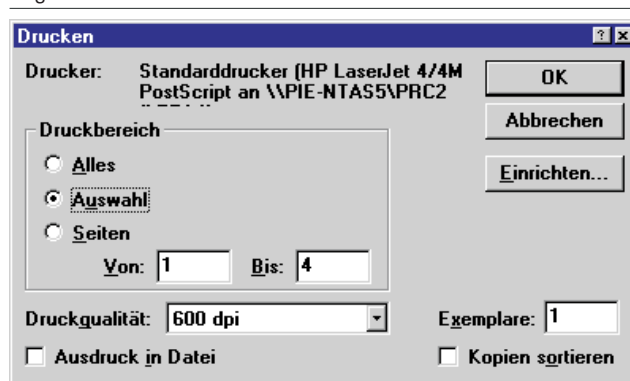 Drucken
Drucker: Standarddrucker (HP LaserJet 4/4M
PostScript an \\PIE-NTAS5\PRC2
OK
Abbrechen
Einrichten...
Druckbereich
Alles
Auswahl
Seiten
Von: 1 Bis: 4
Druckqualität: 600 dpi
Exemplare: 1
Ausdruck in Datei
Kopien sortieren